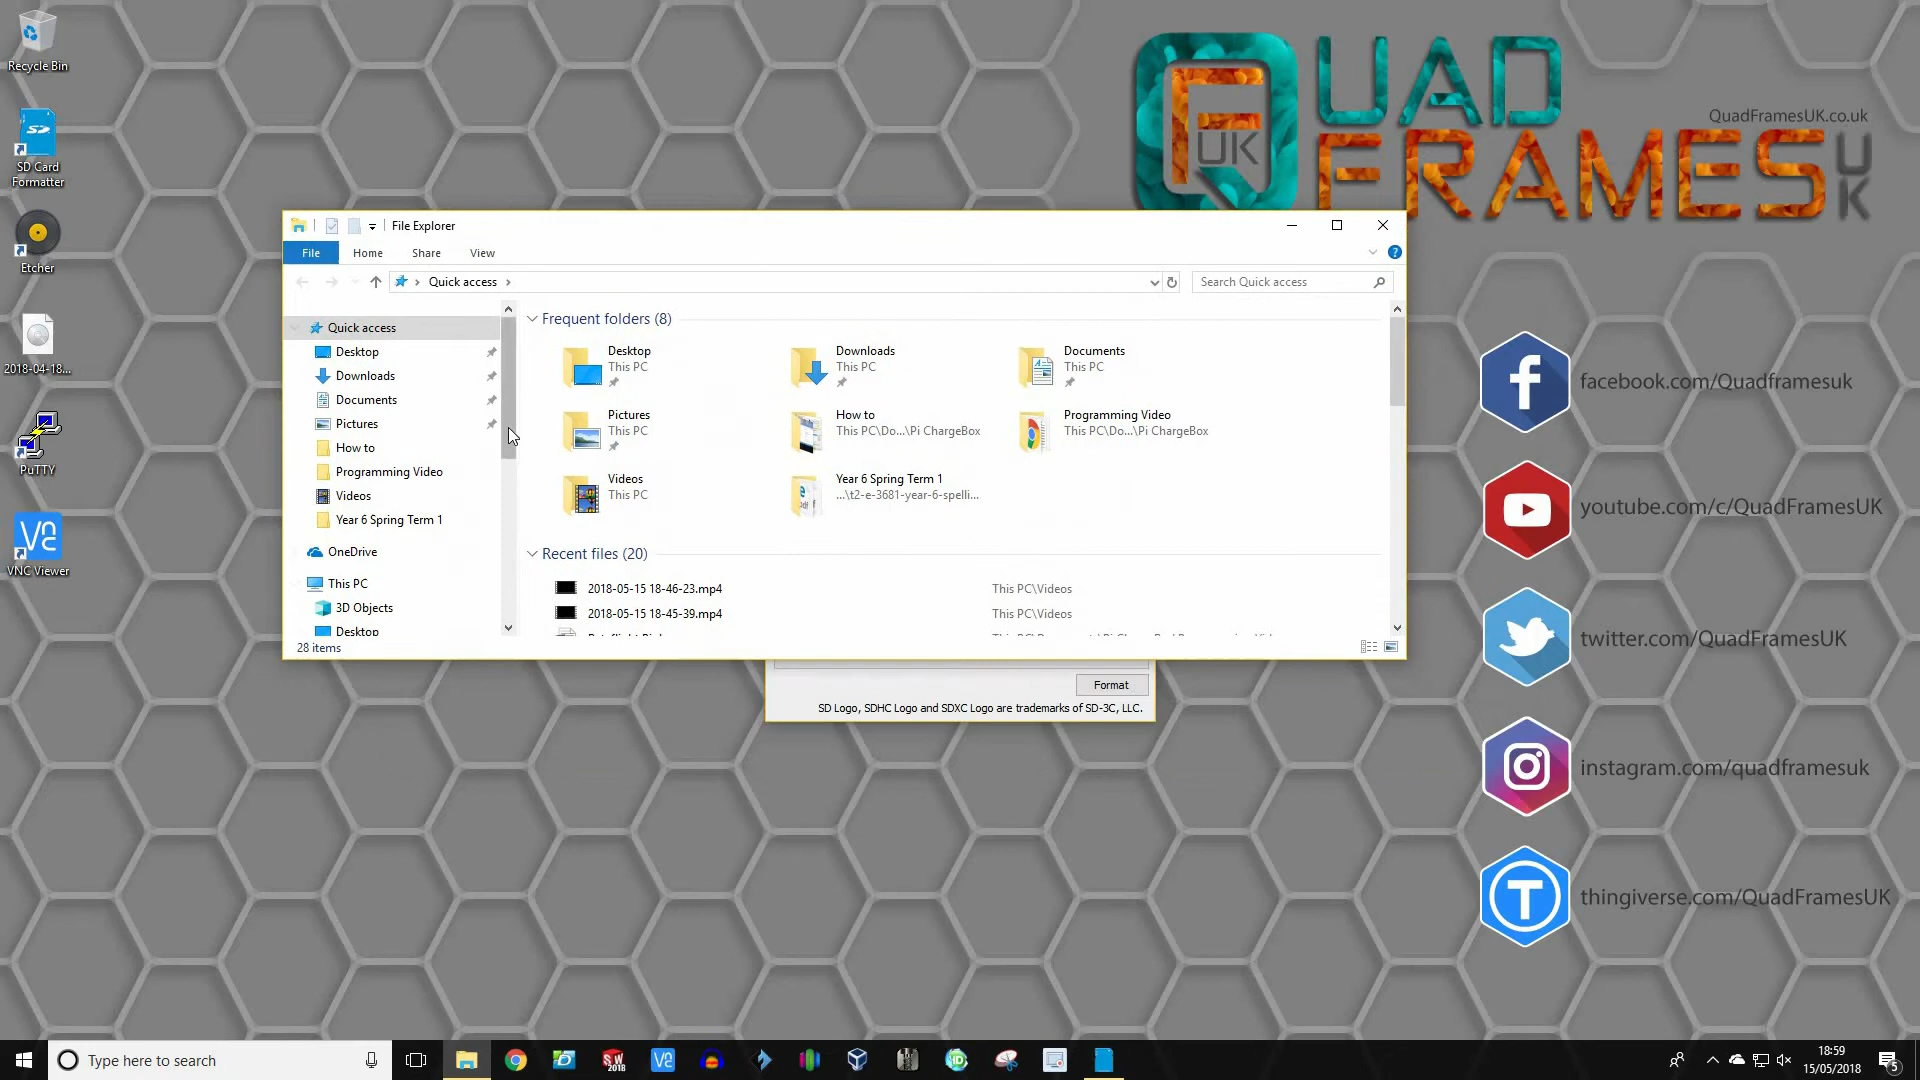 Recycle Bin
SD Card
Formatter
Etcher
2018-04-18...
PuTTY
VNC Viewer
QUAD
FRAMES UK
UK
QuadFramesUK.co.uk
File Explorer
File
Home
Share
View
Quick access
Search Quick access
Quick access
Desktop
Downloads
Documents
Pictures
How to
Programming Video
Videos
Year 6 Spring Term 1
OneDrive
This PC
3D Objects
Desktop
Frequent folders (8)
Desktop
This PC
Downloads
This PC
Documents
This PC
Pictures
This PC
How to
This PC\Do...\Pi ChargeBox
Programming Video
This PC\Do...\Pi ChargeBox
Videos
This PC
Year 6 Spring Term 1
...\t2-e-3681-year-6-spelli...
Recent files (20)
2018-05-15 18-46-23.mp4
This PC\Videos
2018-05-15 18-45-39.mp4
This PC\Videos
28 items
Format
SD Logo, SDHC Logo and SDXC Logo are trademarks of SD-3C, LLC.
facebook.com/Quadframesuk
youtube.com/c/QuadFramesUK
twitter.com/QuadFramesUK
instagram.com/quadframesuk
thingiverse.com/QuadFramesUK
Type here to search
18:59
15/05/2018
5